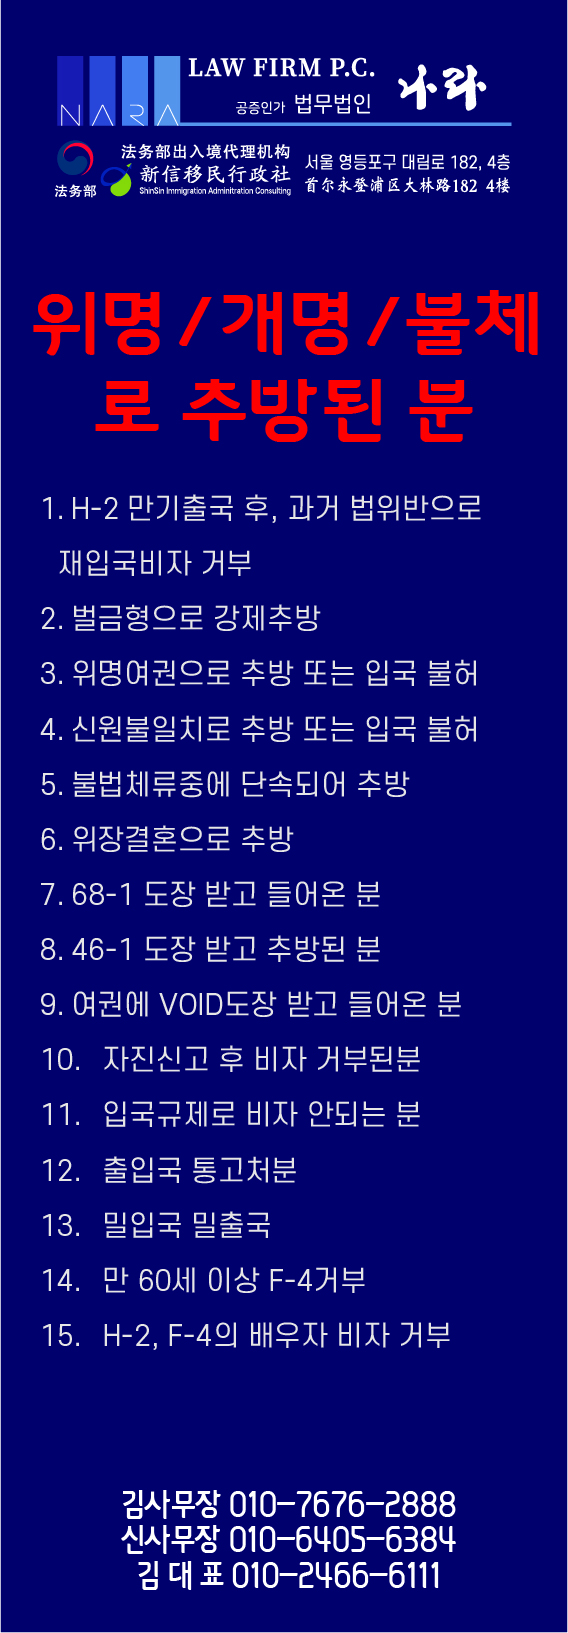 LAW FIRM P.C.
NARA
공증인가 법무법인 나라
法务部
法务部出入境代理机构
新信移民行政社
ShinSin Immigration Adminitration Consulting
서울 영등포구 대림로 182, 4층
首尔永登浦区大林路182 4楼
위명/개명/불체
로 추방된 분
1. H-2 만기출국 후, 과거 법위반으로
재입국비자 거부
2. 벌금형으로 강제추방
3. 위명여권으로 추방 또는 입국 불허
4. 신원불일치로 추방 또는 입국 불허
5. 불법체류중에 단속되어 추방
6. 위장결혼으로 추방
7. 68-1 도장 받고 들어온 분
8. 46-1 도장 받고 추방된 분
9. 여권에 VOID도장 받고 들어온 분
10. 자진신고 후 비자 거부된분
11. 입국규제로 비자 안되는 분
12. 출입국 통고처분
13. 밀입국 밀출국
14. 만 60세 이상 F-4거부
15. H-2, F-4의 배우자 비자 거부
김사무장 010-7676-2888
신사무장 010-6405-6384
김 대 표 010-2466-6111